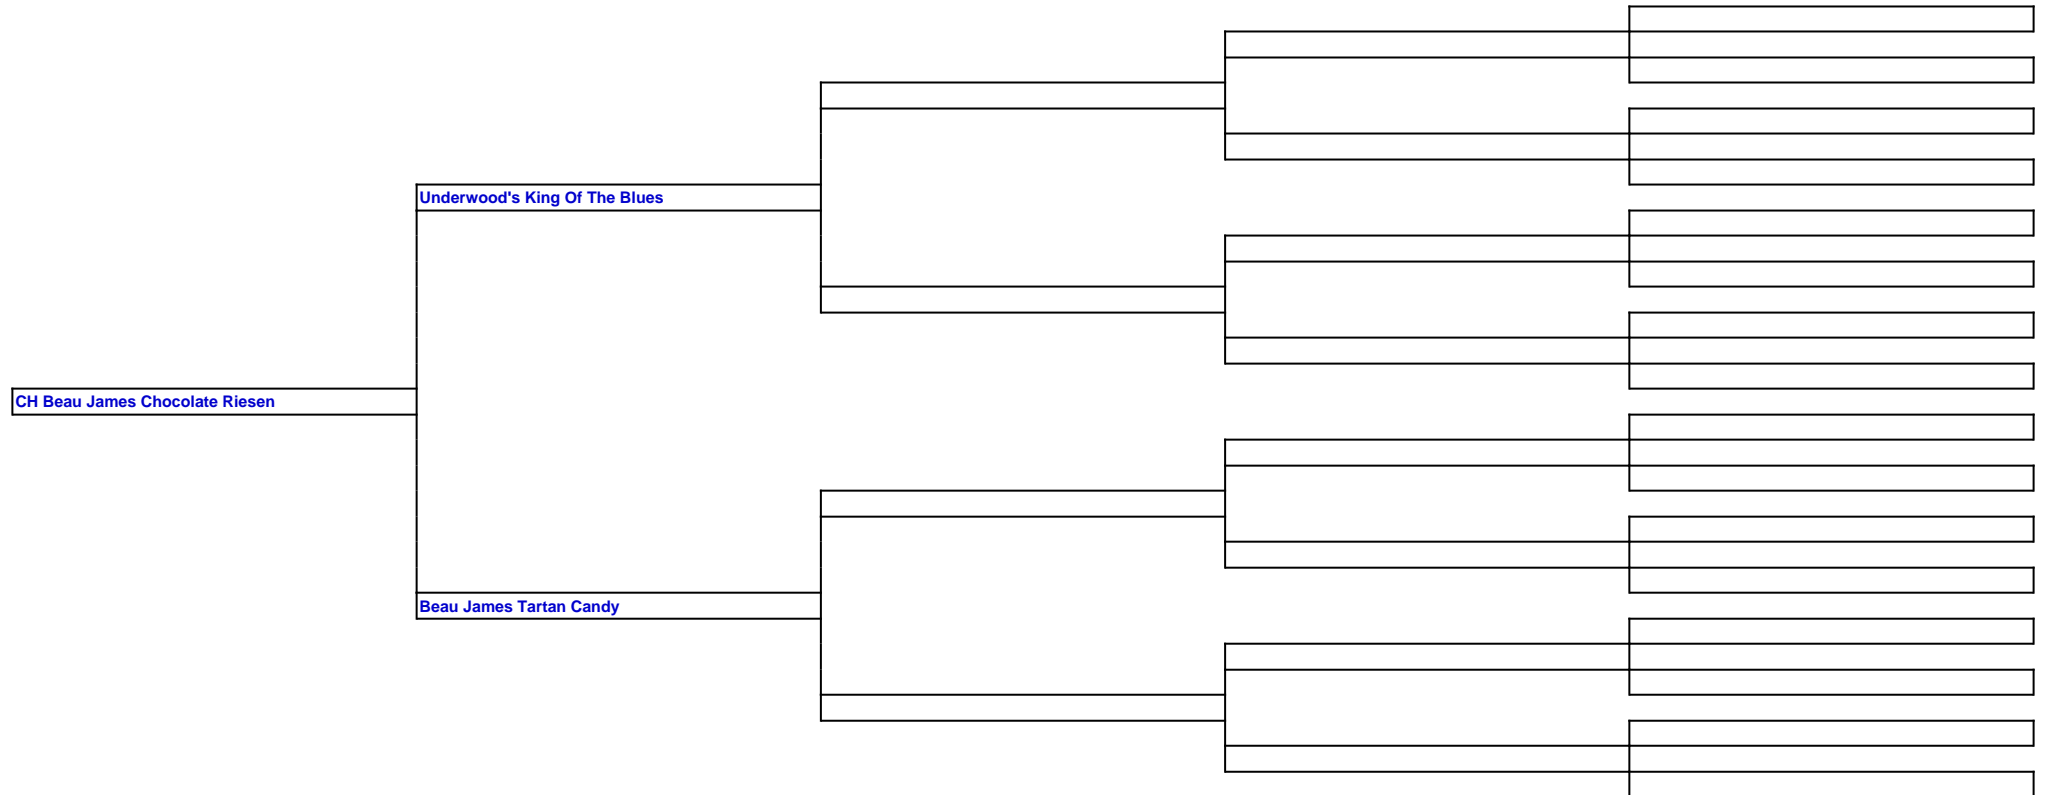 Underwood's King Of The Blues
CH Beau James Chocolate Riesen
Beau James Tartan Candy